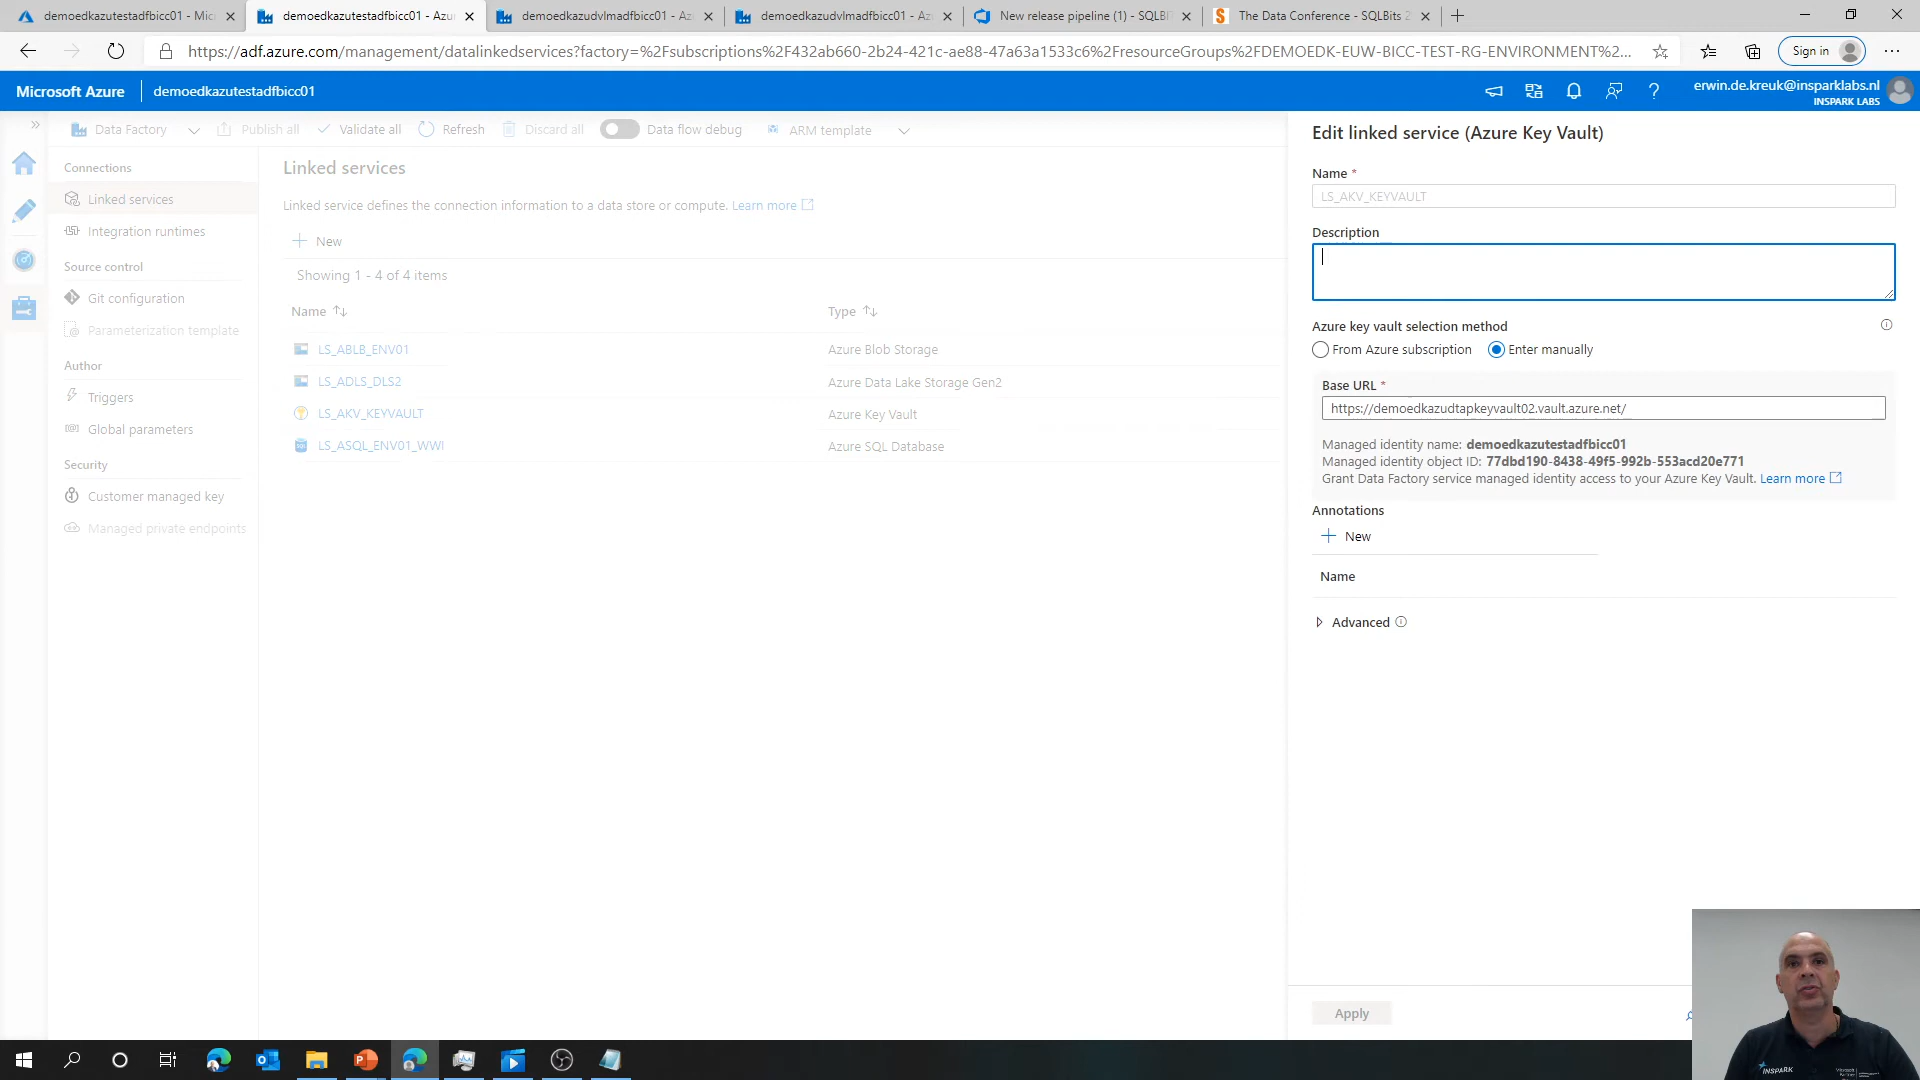 demoedkazutestadfbicc01 - Mic
demoedkazutestadfbicc01 - Azu
demoedkazudvlmadfbicc01 - Az
demoedkazudvlmadfbicc01 - Az
New release pipeline (1) - SQLBI
The Data Conference - SQLBits 2
https://adf.azure.com/management/datalinkedservices?factory=%2Fsubscriptions%2F432ab660-2b24-421c-ae88-47a63a1533c6%2FresourceGroups%2FDEMOEDK-EUW-BICC-TEST-RG-ENVIRONMENT%2...
Sign in
Microsoft Azure
demoedkazutestadfbicc01
erwin.de.kreuk@insparklabs.nl
INSPARK LABS
Data Factory
Publish all
Validate all
Refresh
Discard all
Data flow debug
ARM template
Connections
Linked services
Integration runtimes
Source control
Git configuration
Parameterization template
Author
Triggers
Global parameters
Security
Customer managed key
Managed private endpoints
Linked services
Linked service defines the connection information to a data store or compute. Learn more
New
Showing 1 - 4 of 4 items
Name
Type
LS_ABLB_ENV01
Azure Blob Storage
LS_ADLS_DLS2
Azure Data Lake Storage Gen2
LS_AKV_KEYVAULT
Azure Key Vault
LS_ASQL_ENV01_WWI
Azure SQL Database
Edit linked service (Azure Key Vault)
Name *
LS_AKV_KEYVAULT
Description
Azure key vault selection method
From Azure subscription
Enter manually
Base URL *
https://demoedkazudtapkeyvault02.vault.azure.net/
Managed identity name: demoedkazutestadfbicc01
Managed identity object ID: 77dbd190-8438-49f5-992b-553acd20e771
Grant Data Factory service managed identity access to your Azure Key Vault. Learn more
Annotations
New
Name
Advanced
Apply
INSPARK